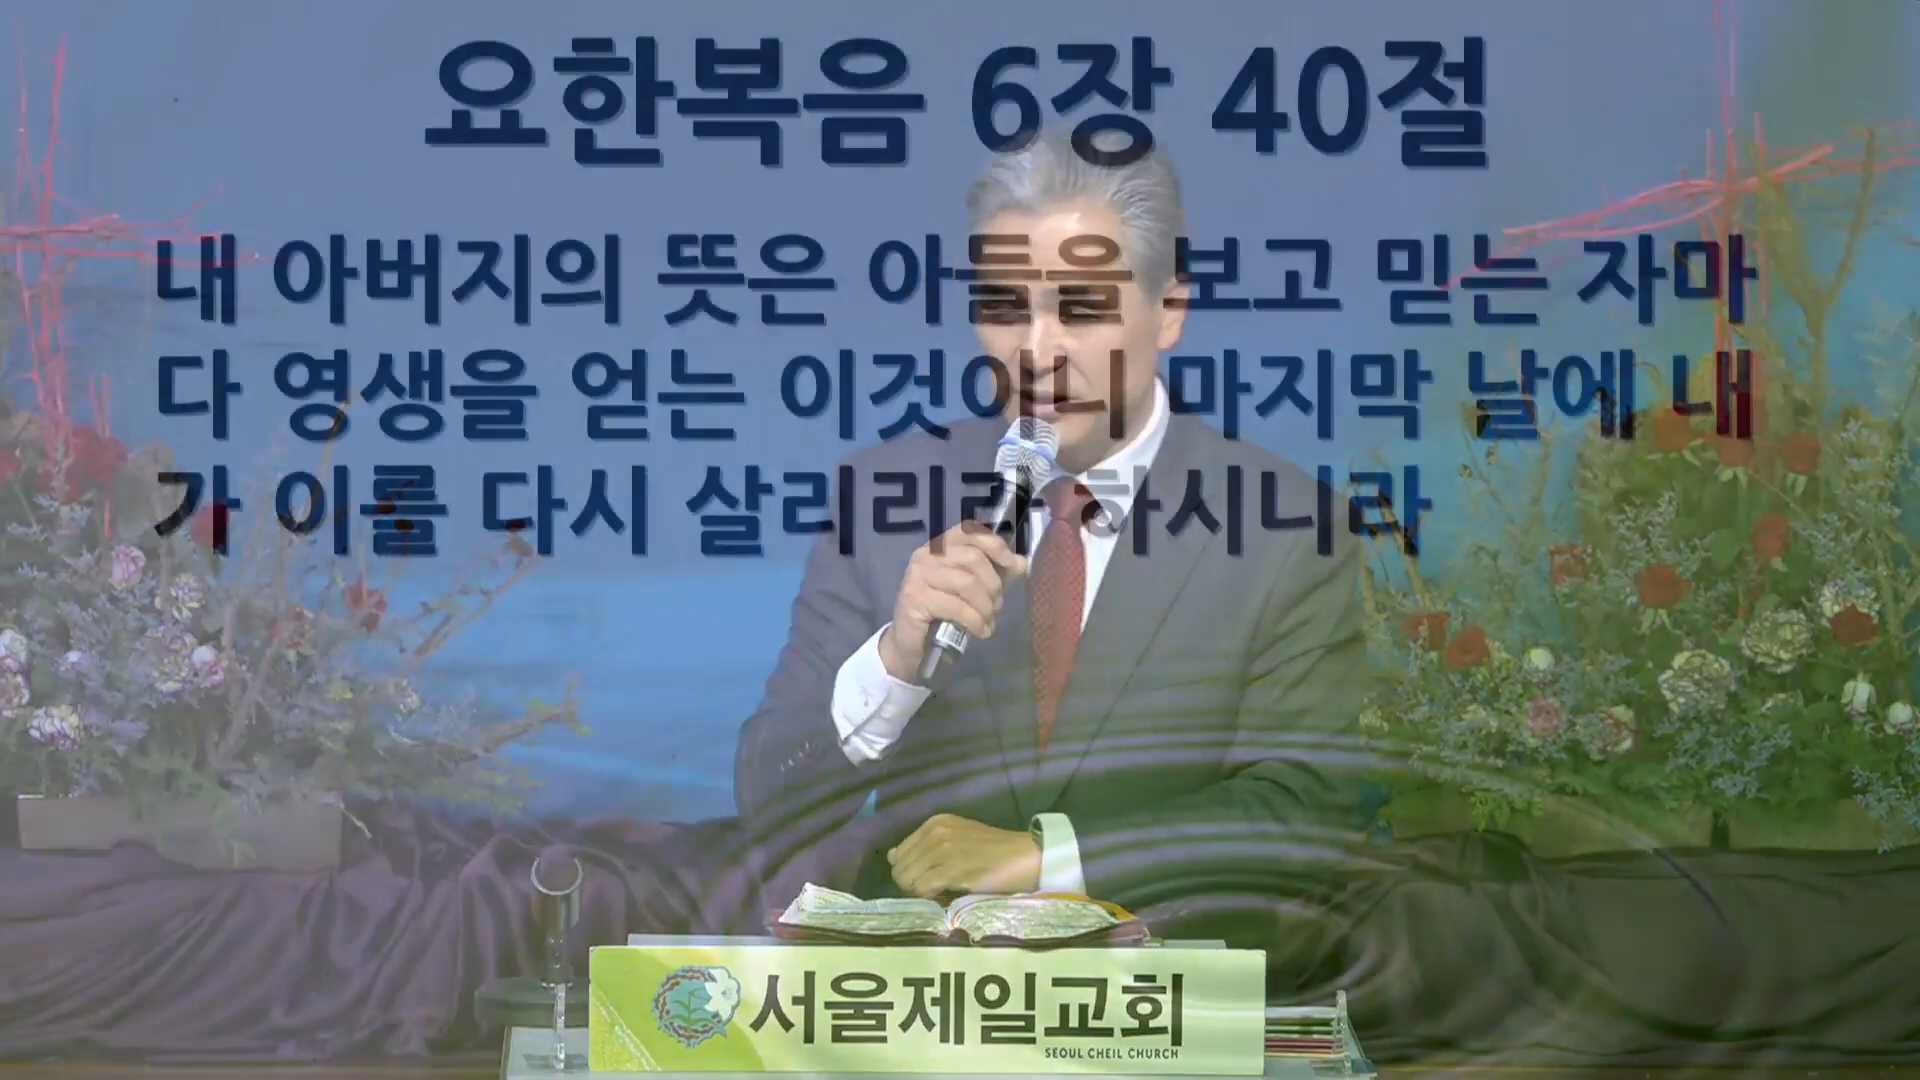 요한복음 6장 40절
내 아버지의 뜻은 아들을 보고 믿는 자마
다 영생을 얻는 이것이니 마지막 날에 내
가 이를 다시 살리리라 하시니라
서울제일교회
SEOUL CHEIL CHURCH